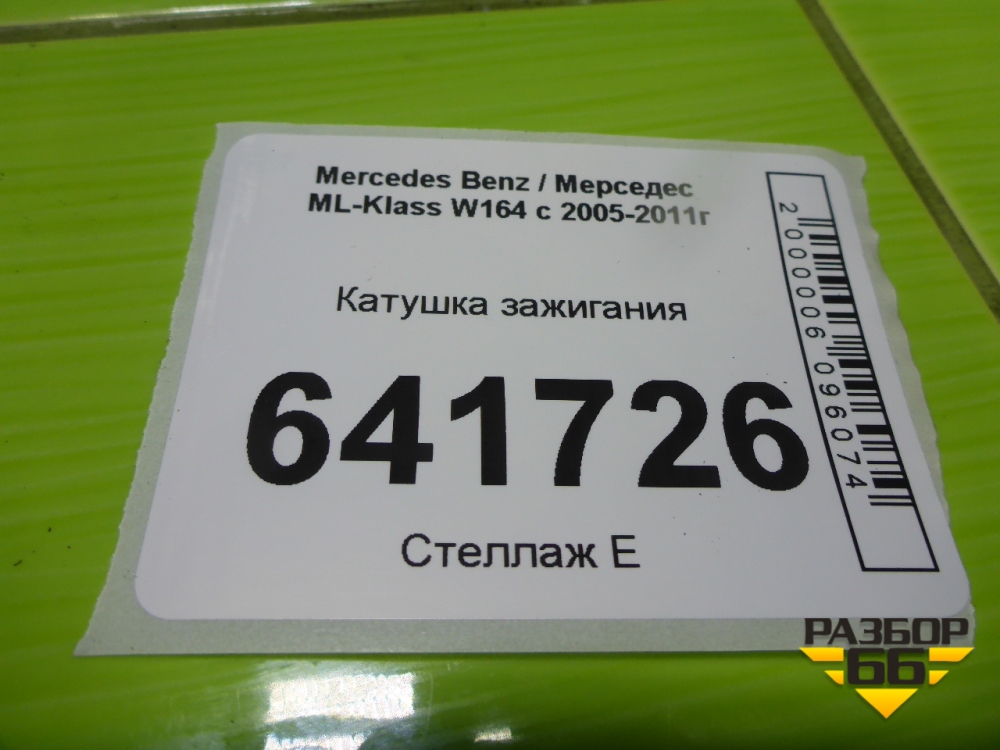 Mercedes Benz / Мерседес
ML-Klass W164 с 2005-2011г
Катушка зажигания
641726
Стеллаж Е
2000006096074
РАЗБОР
66